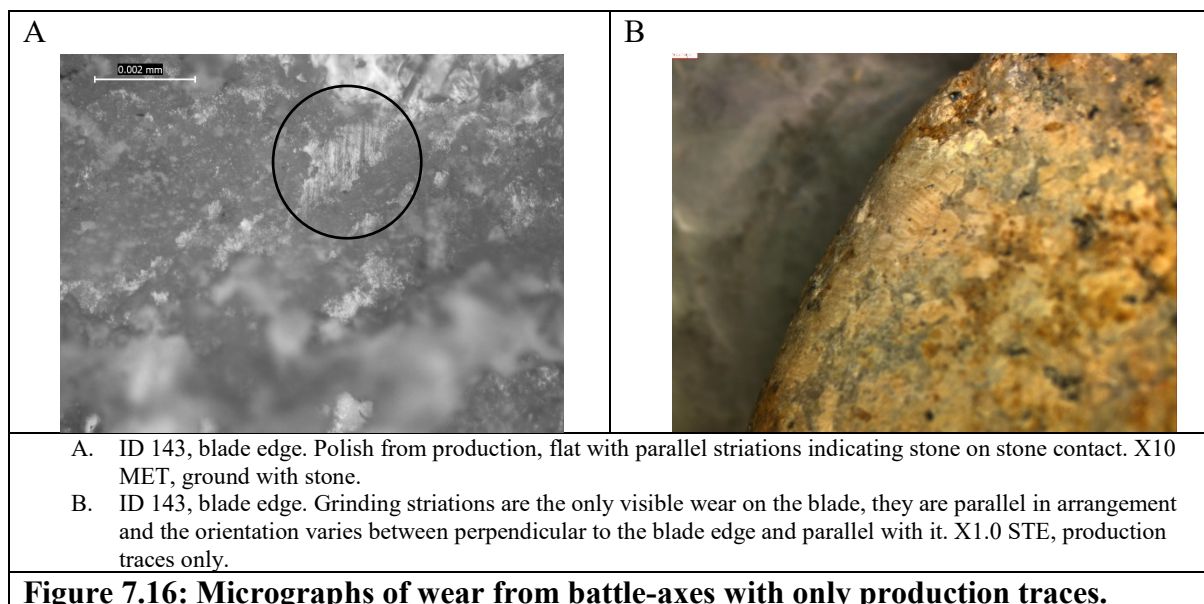 A
B
0.002 mm
A. ID 143, blade edge. Polish from production, flat with parallel striations indicating stone on stone contact. X10
MET, ground with stone.
B. ID 143, blade edge. Grinding striations are the only visible wear on the blade, they are parallel in arrangement
and the orientation varies between perpendicular to the blade edge and parallel with it. X1.0 STE, production
traces only.
Figure 7.16: Micrographs of wear from battle-axes with only production traces.